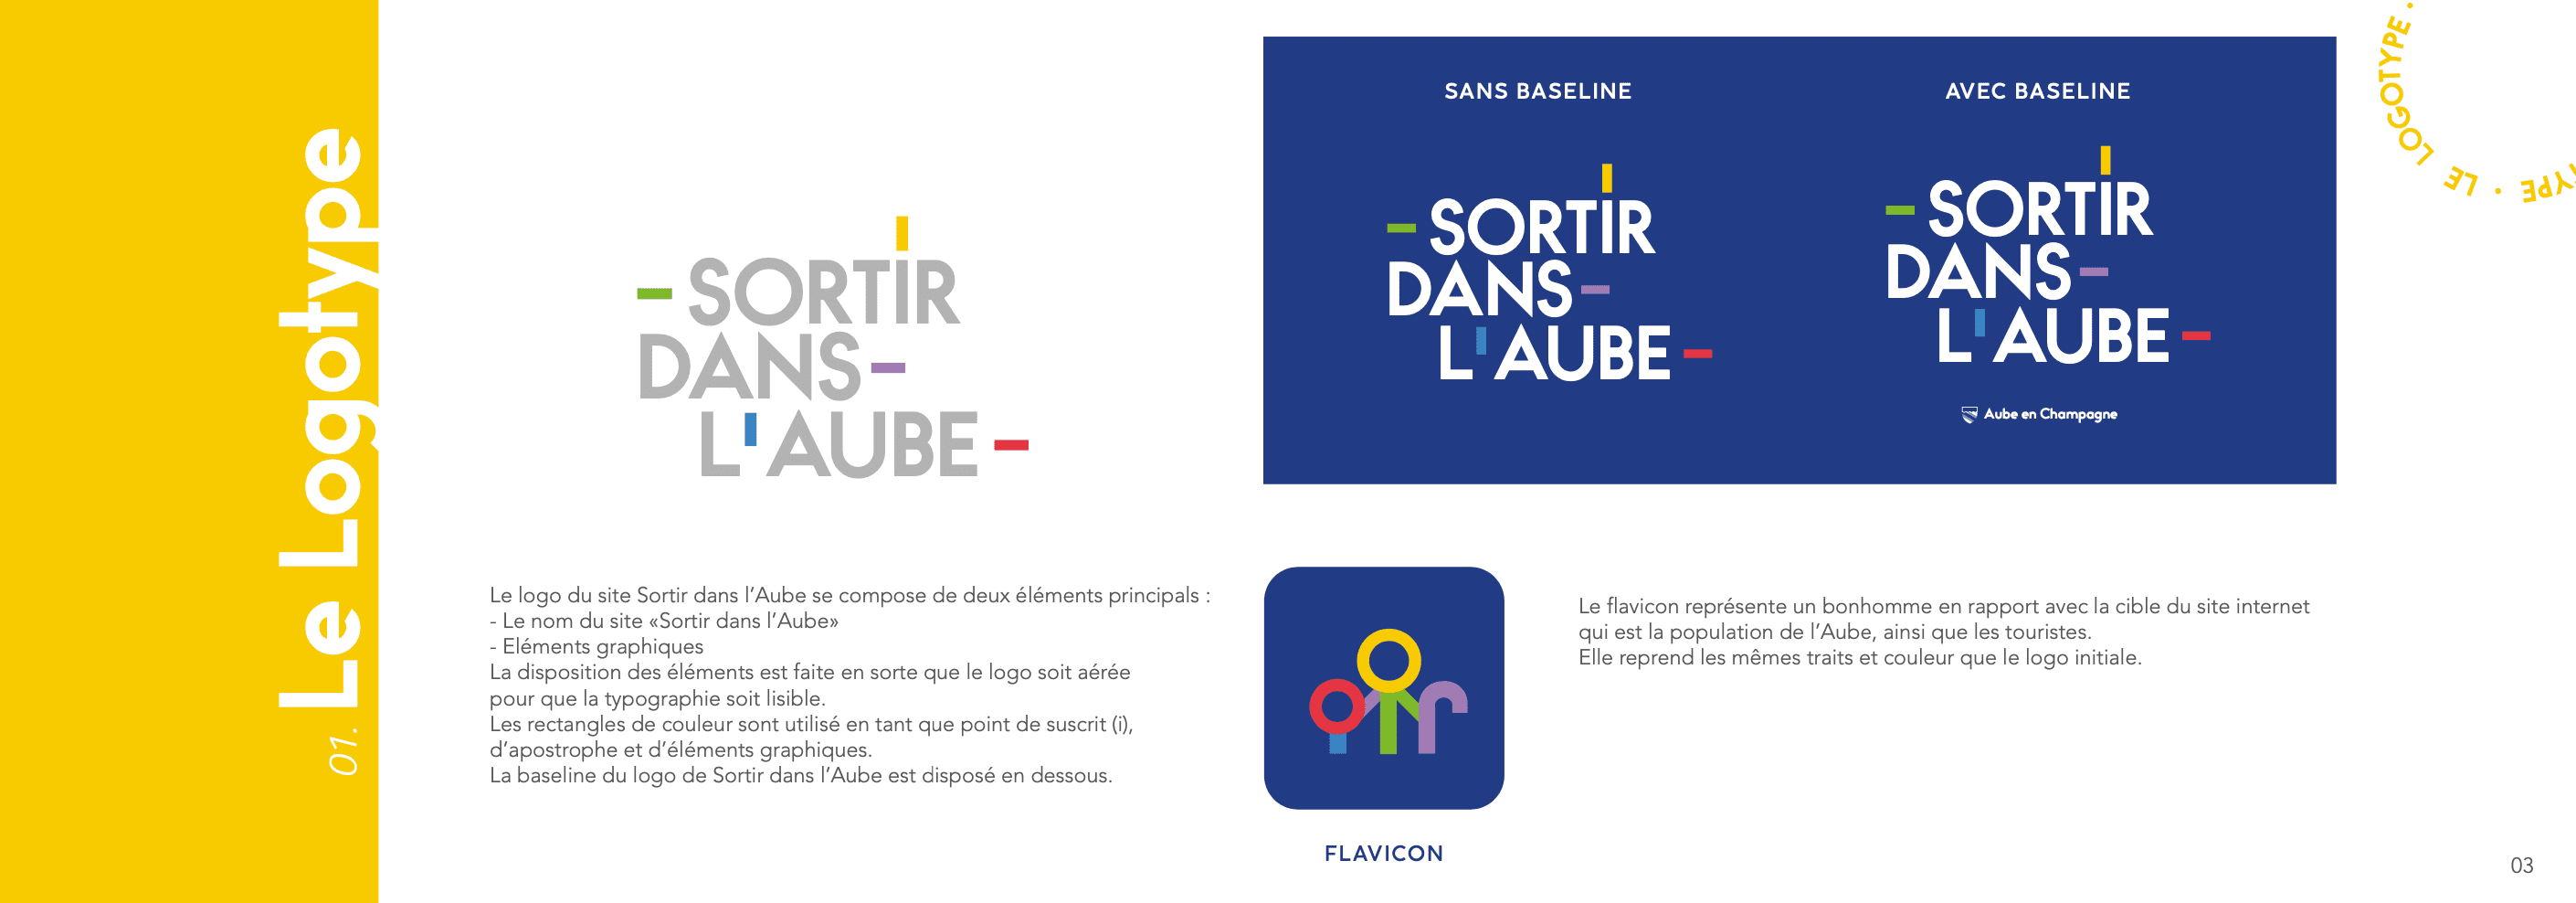 01. Le Logotype
SORTIR
DANS
L'AUBE
Le logo du site Sortir dans l’Aube se compose de deux éléments principals :
- Le nom du site «Sortir dans l’Aube»
- Eléments graphiques
La disposition des éléments est faite en sorte que le logo soit aérée
pour que la typographie soit lisible.
Les rectangles de couleur sont utilisé en tant que point de suscrit (i),
d’apostrophe et d’éléments graphiques.
La baseline du logo de Sortir dans l’Aube est disposé en dessous.
SANS BASELINE
SORTIR
DANS
L'AUBE
AVEC BASELINE
SORTIR
DANS
L'AUBE
Aube en Champagne
FLAVICON
Le flavicon représente un bonhomme en rapport avec la cible du site internet
qui est la population de l’Aube, ainsi que les touristes.
Elle reprend les mêmes traits et couleur que le logo initiale.
YPE • LE LOGOTYPE •
03